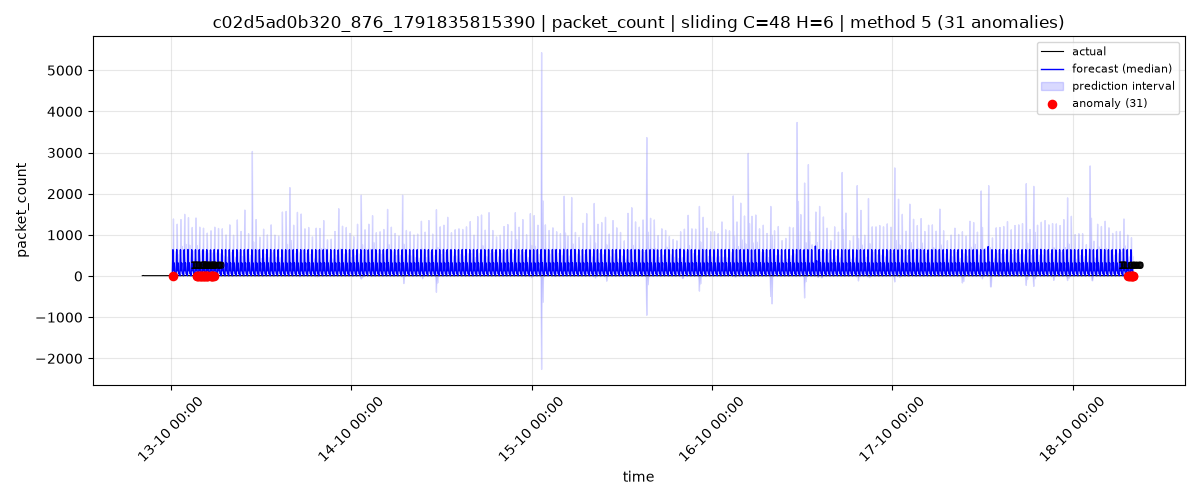 c02d5ad0b320_876_1791835815390 | packet_count | sliding C=48 H=6 | method 5 (31 anomalies)
actual
forecast (median)
prediction interval
anomaly (31)
packet_count
5000
4000
3000
2000
1000
0
−1000
−2000
13-10 00:00
14-10 00:00
15-10 00:00
16-10 00:00
17-10 00:00
18-10 00:00
time